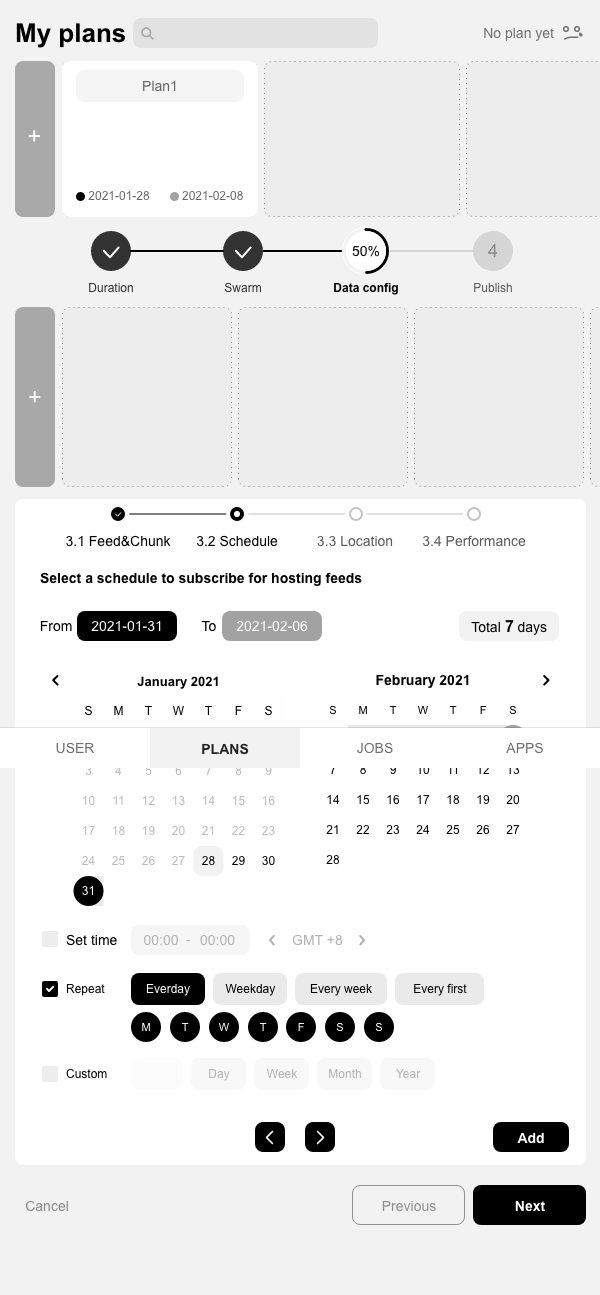 My plans
No plan yet
+
Plan1
2021-01-28 2021-02-08
50% 4
Duration Swarm Data config Publish
+
3.1 Feed&Chunk 3.2 Schedule 3.3 Location 3.4 Performance
Select a schedule to subscribe for hosting feeds
From 2021-01-31 To 2021-02-06 Total 7 days
January 2021 February 2021
S M T W T F S S M T W T F S
USER PLANS JOBS APPS
3 4 5 6 7 8 9 7 8 9 10 11 12 13
10 11 12 13 14 15 16 14 15 16 17 18 19 20
17 18 19 20 21 22 23 21 22 23 24 25 26 27
24 25 26 27 28 29 30 28
31
Set time 00:00 - 00:00 GMT +8
Repeat Everday Weekday Every week Every first
M T W T F S S
Custom Day Week Month Year
Add
Cancel Previous Next